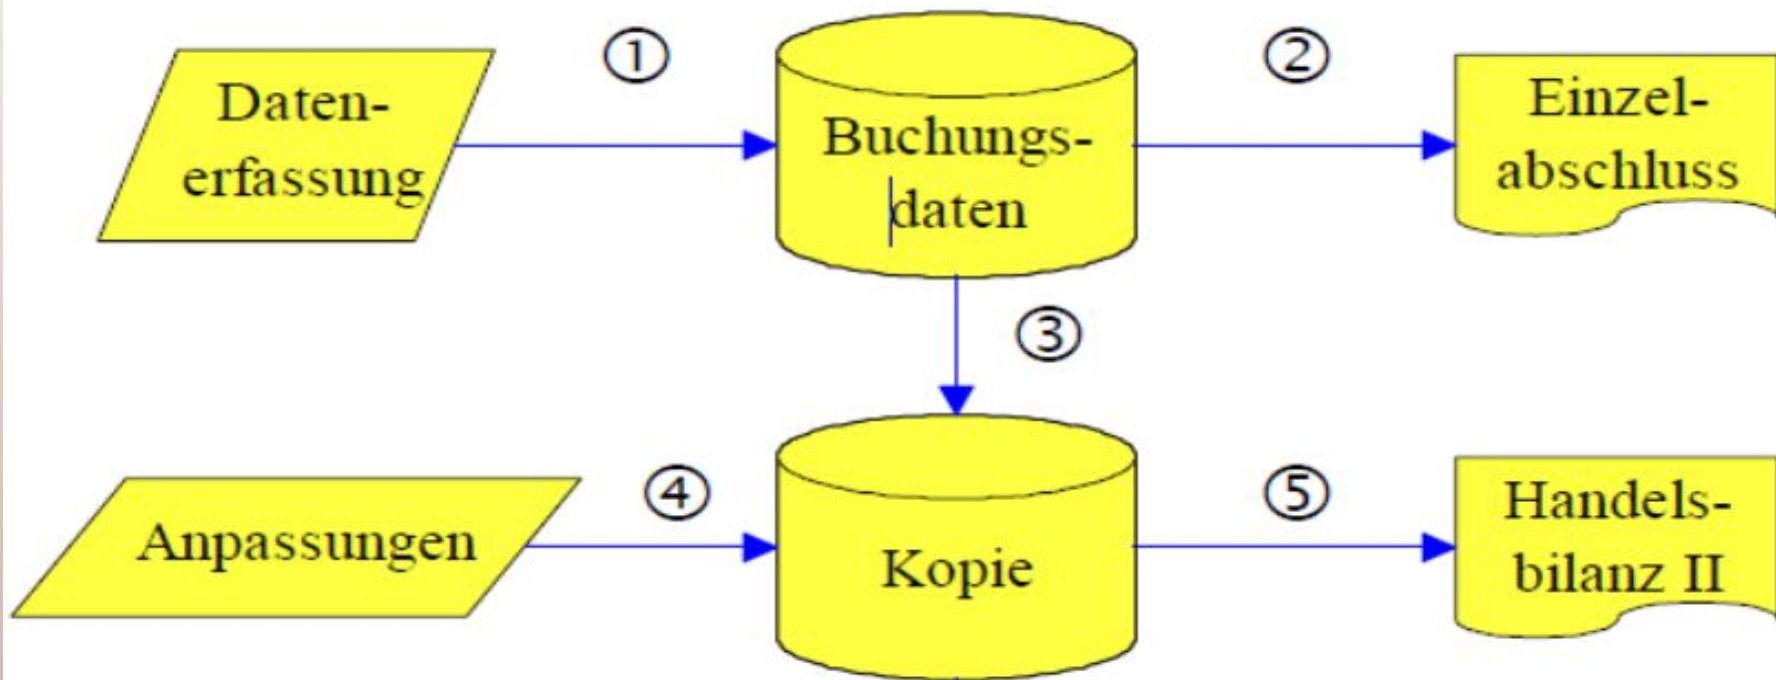 ①
②
Daten-
erfassung
Buchungs-
daten
Einzel-
abschluss
③
④
⑤
Anpassungen
Kopie
Handels-
bilanz II